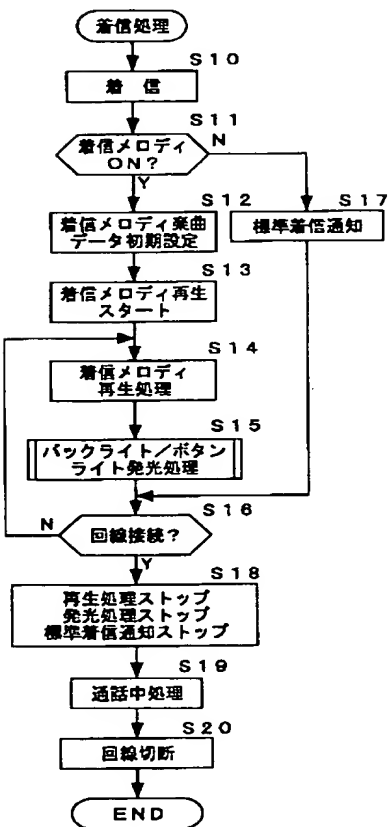 着信処理
S10
着 信
S11
着信メロディ
ON?
N
Y
S12
着信メロディ楽曲
データ初期設定
S17
標準着信通知
S13
着信メロディ再生
スタート
S14
着信メロディ
再生処理
S15
バックライト／ボタン
ライト発光処理
S16
N
回線接続？
Y
S18
再生処理ストップ
発光処理ストップ
標準着信通知ストップ
S19
通話中処理
S20
回線切断
END